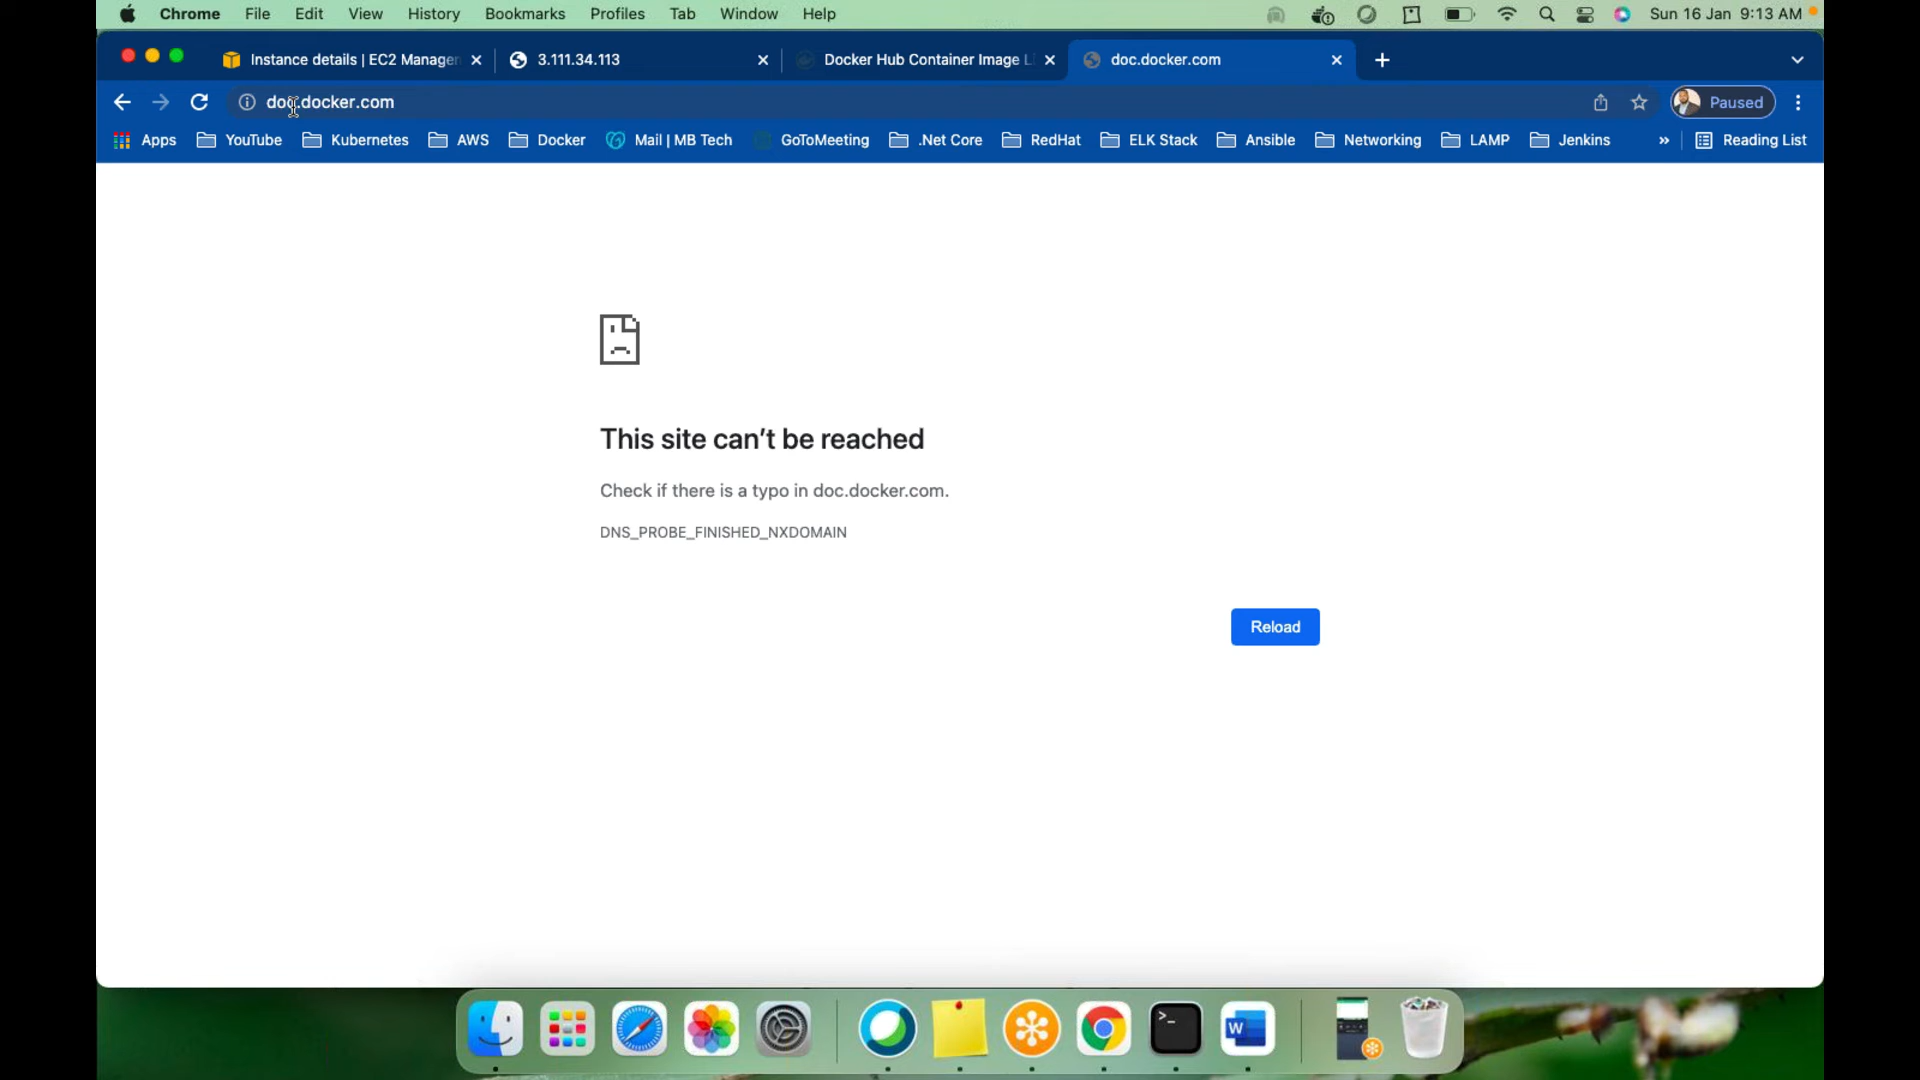 Chrome File Edit View History Bookmarks Profiles Tab Window Help Sun 16 Jan 9:13 AM
Instance details | EC2 Manager 3.111.34.113 Docker Hub Container Image Li doc.docker.com
doc.docker.com Paused
Apps YouTube Kubernetes AWS Docker Mail | MB Tech GoToMeeting .Net Core RedHat ELK Stack Ansible Networking LAMP Jenkins » Reading List
This site can’t be reached
Check if there is a typo in doc.docker.com.
DNS_PROBE_FINISHED_NXDOMAIN
Reload
>_
W